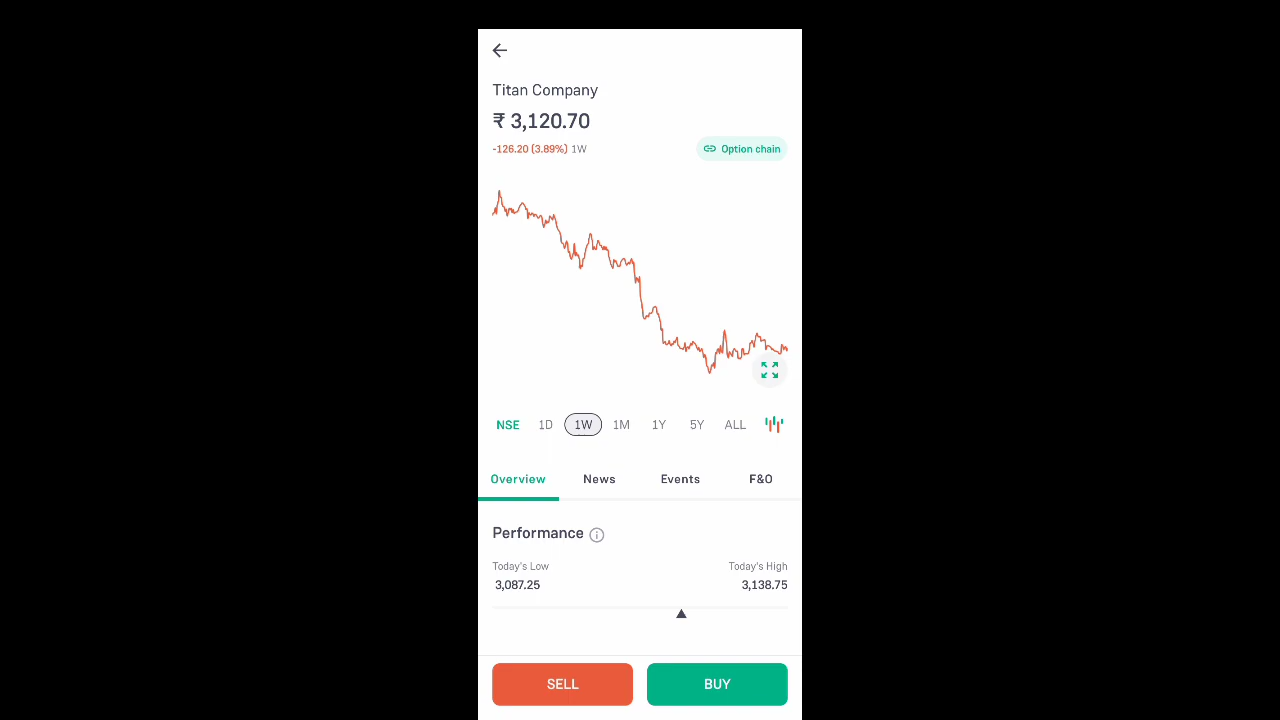 Titan Company
₹ 3,120.70
-126.20 (3.89%) 1W
Option chain
NSE 1D 1W 1M 1Y 5Y ALL
Overview News Events F&O
Performance
Today's Low Today's High
3,087.25 3,138.75
SELL BUY